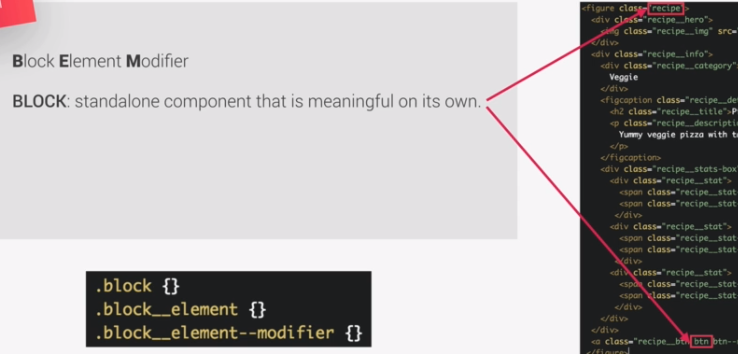 Block Element Modifier
BLOCK: standalone component that is meaningful on its own.
.block {}
.block__element {}
.block__element--modifier {}
<figure class="recipe">
<div class="recipe__hero">
<img class="recipe__img" src="
</div>
<div class="recipe__info">
<div class="recipe__category"
Veggie
</div>
<figcaption class="recipe__de
<h2 class="recipe__title">P
<p class="recipe__descripti
Yummy veggie pizza with t
</p>
</figcaption>
<div class="recipe__stats-box"
<div class="recipe__stat">
<span class="recipe__stat
<span class="recipe__stat
</div>
<div class="recipe__stat">
<span class="recipe__stat
<span class="recipe__stat
</div>
<div class="recipe__stat">
<span class="recipe__stat
<span class="recipe__stat
</div>
</div>
</div>
<a class="recipe__btn btn btn--
</figure>